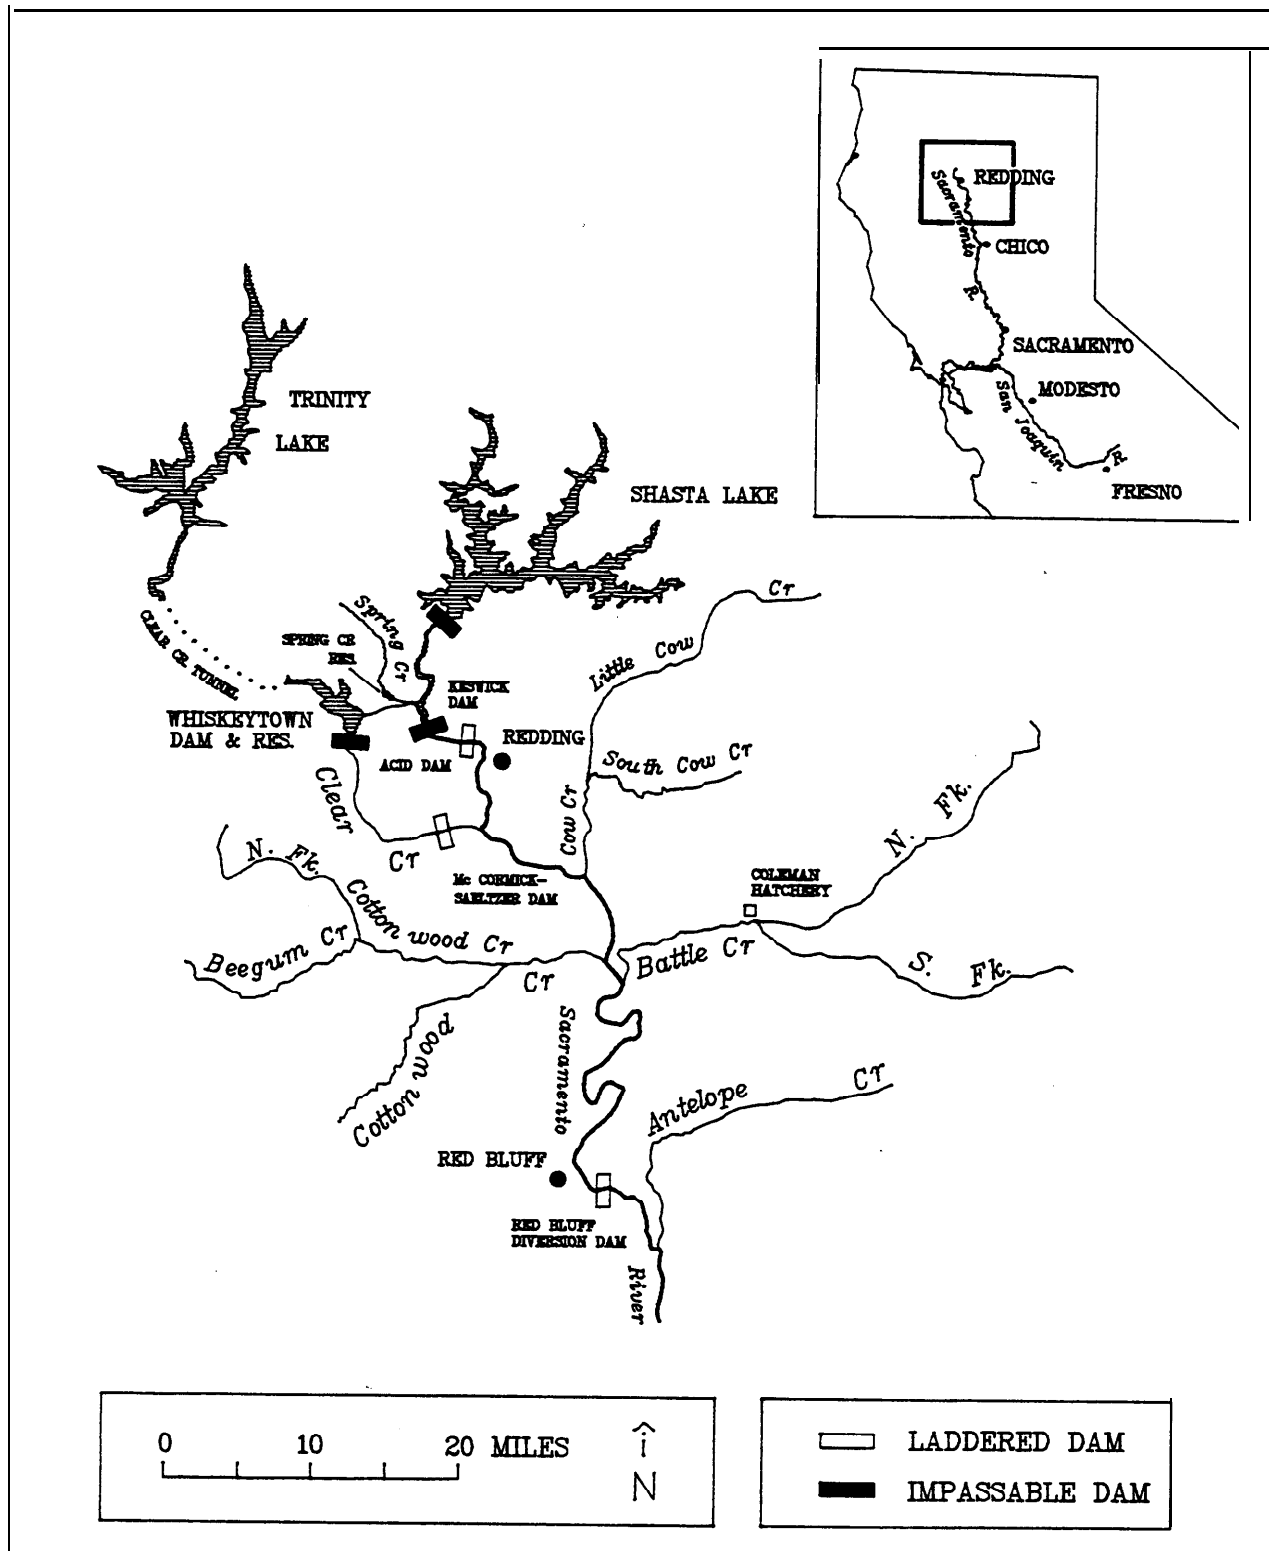 REDDING
Sacramento
CHICO
R.
SACRAMENTO
MODESTO
San Joaquin
R.
FRESNO
TRINITY
LAKE
SHASTA LAKE
Spring Cr
SPRING CR
RES.
CLEAR CR. TUNNEL
KESWICK
DAM
WHISKEYTOWN
DAM & RES.
ACID DAM
REDDING
Little Cow Cr
South Cow Cr
Cow Cr
Clear
Cr
Mc CORMICK-
SAELTZER DAM
N. Fk.
Cotton wood Cr
Beegum Cr
Cr
Cotton wood
COLEMAN
HATCHERY
N. Fk.
Battle Cr
S. Fk.
Sacramento
Antelope Cr
RED BLUFF
RED BLUFF
DIVERSION DAM
River
0 10 20 MILES
N
LADDERED DAM
IMPASSABLE DAM